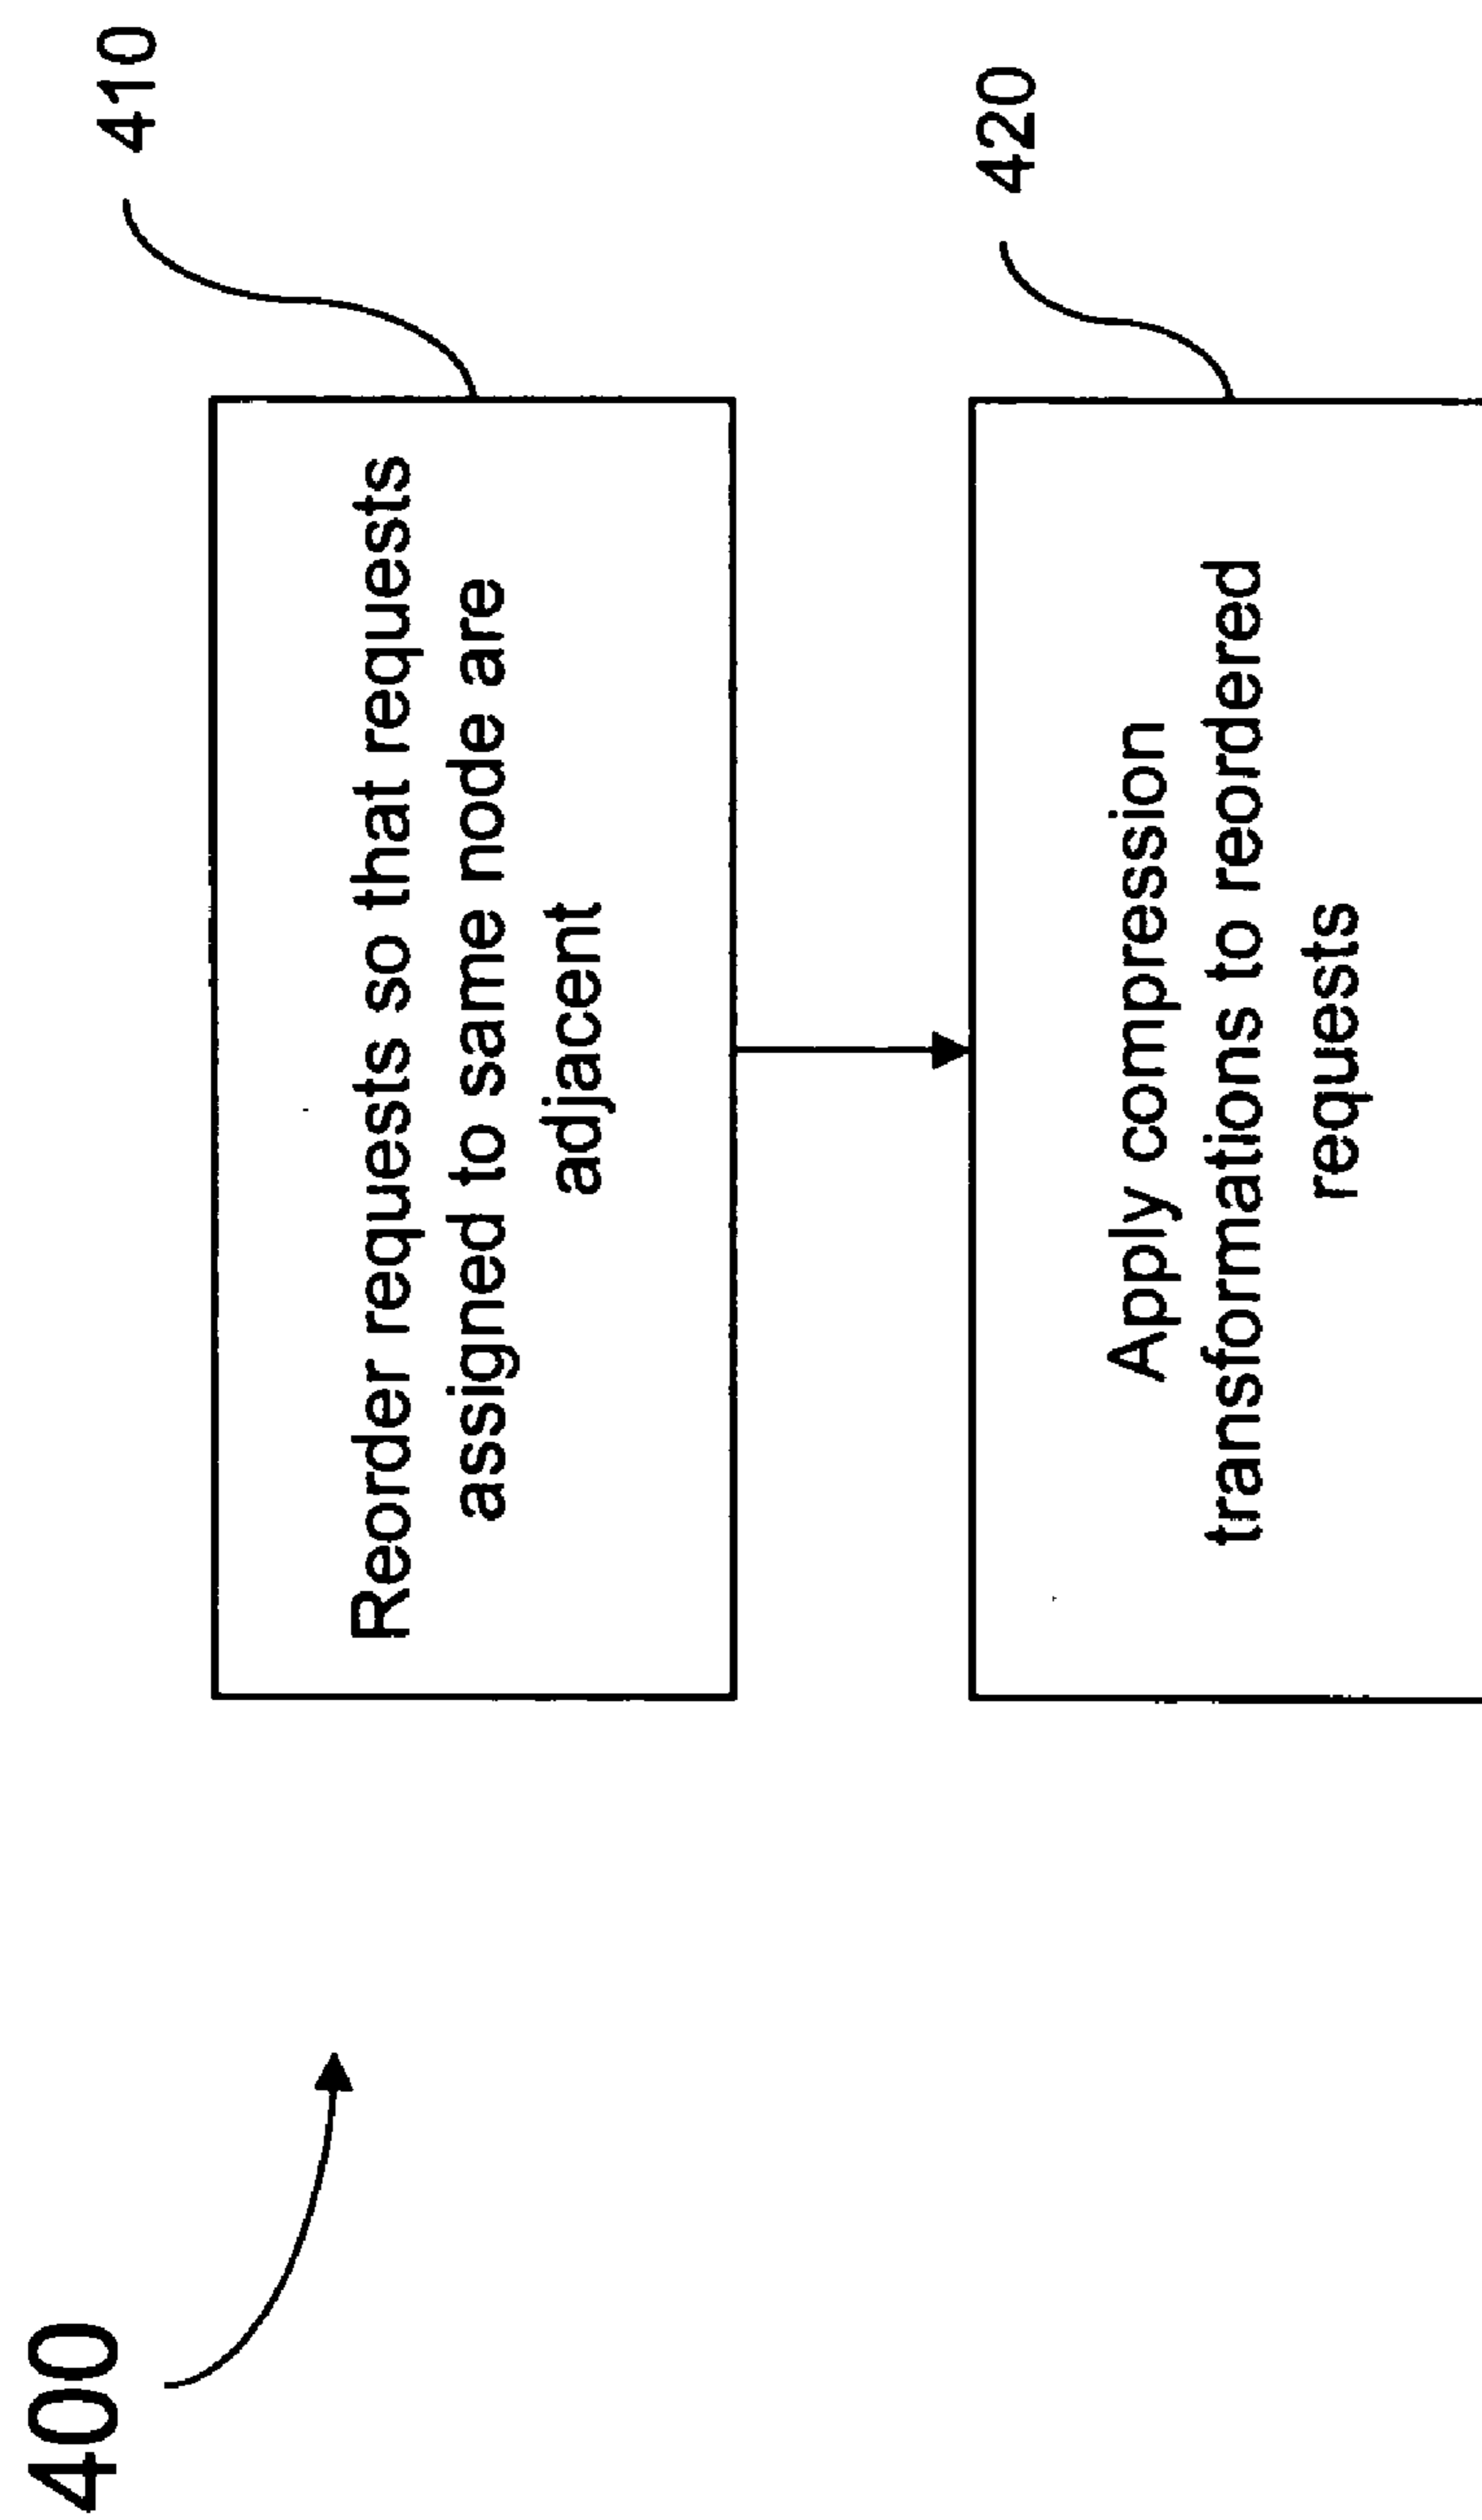 400
410
Reorder requests so that requests
assigned to same node are
adjacent
420
Apply compression
transformations to reordered
requests